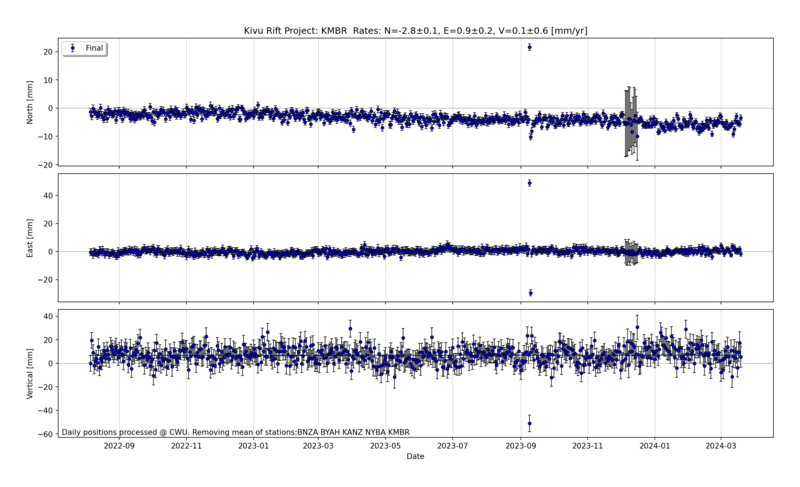 Kivu Rift Project: KMBR  Rates: N=-2.8±0.1, E=0.9±0.2, V=0.1±0.6 [mm/yr]
Final
North [mm]
20
10
0
−10
−20
East [mm]
40
20
0
−20
Vertical [mm]
40
20
0
−20
−40
−60
Daily positions processed @ CWU. Removing mean of stations:BNZA BYAH KANZ NYBA KMBR
2022-09 2022-11 2023-01 2023-03 2023-05 2023-07 2023-09 2023-11 2024-01 2024-03
Date